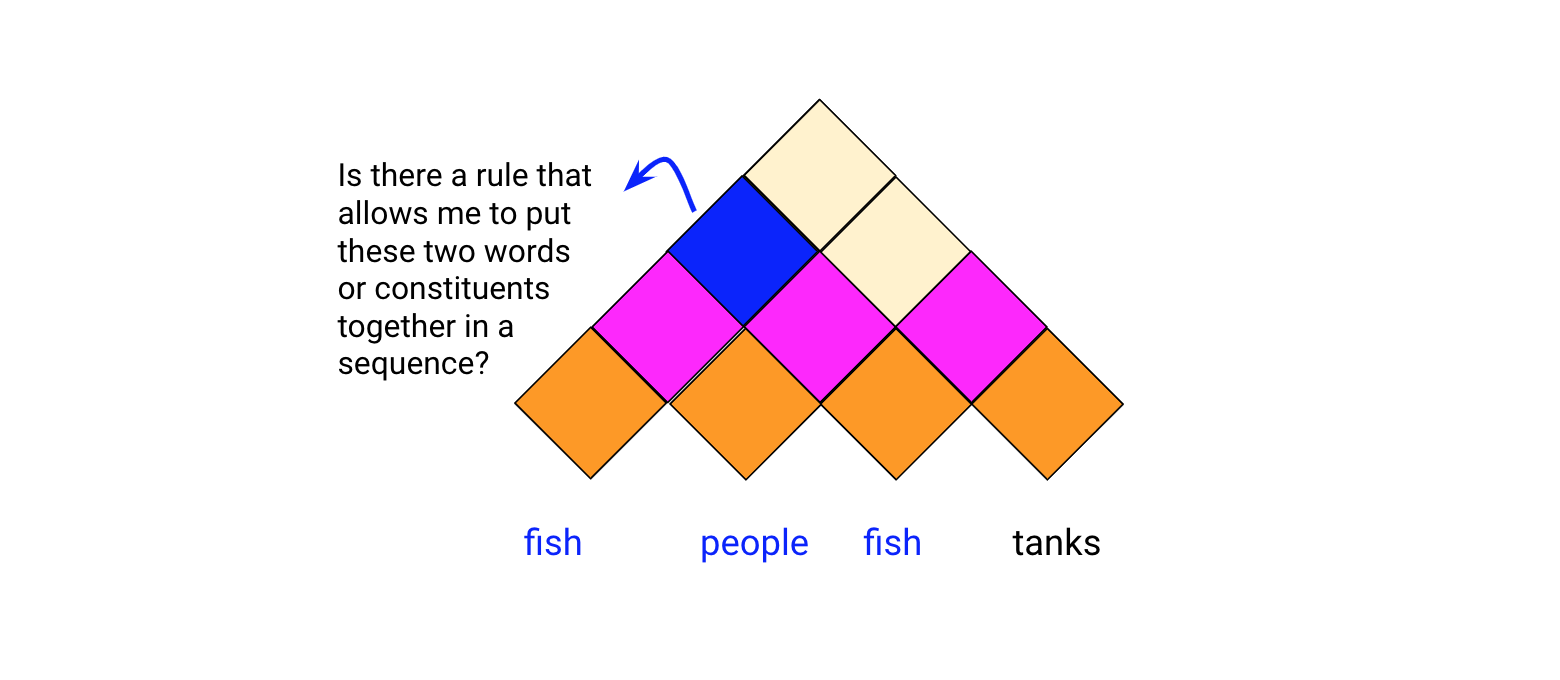 Is there a rule that
allows me to put
these two words
or constituents
together in a
sequence?
fish people fish tanks